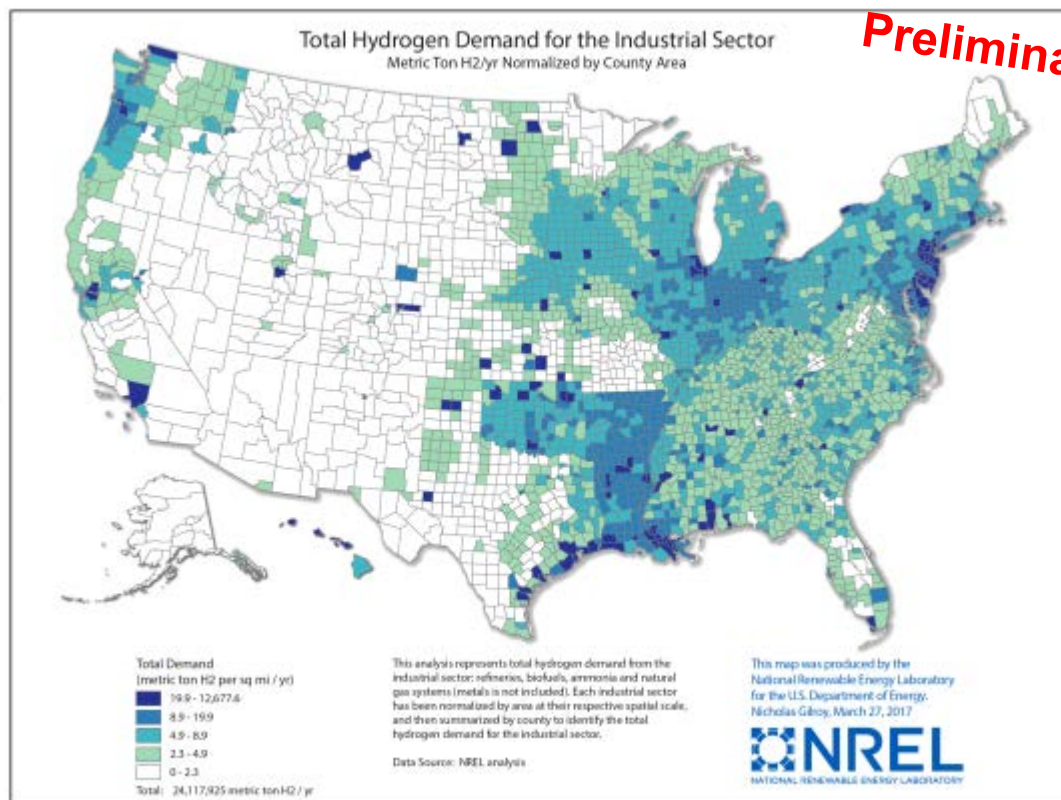 Prelimina
Total Hydrogen Demand for the Industrial Sector
Metric Ton H2/yr Normalized by County Area
Total Demand
(metric ton H2 per sq mi / yr)
19.9 - 12,677.6
8.9 - 19.9
4.9 - 8.9
2.3 - 4.9
0 - 2.3
Total: 24,117,925 metric ton H2 / yr
This analysis represents total hydrogen demand from the
industrial sector: refineries, biofuels, ammonia and natural
gas systems (metals is not included). Each industrial sector
has been normalized by area at their respective spatial scale,
and then summarized by county to identify the total
hydrogen demand for the industrial sector.
Data Source: NREL analysis
This map was produced by the
National Renewable Energy Laboratory
for the U.S. Department of Energy.
Nicholas Gilroy, March 27, 2017
NREL
NATIONAL RENEWABLE ENERGY LABORATORY